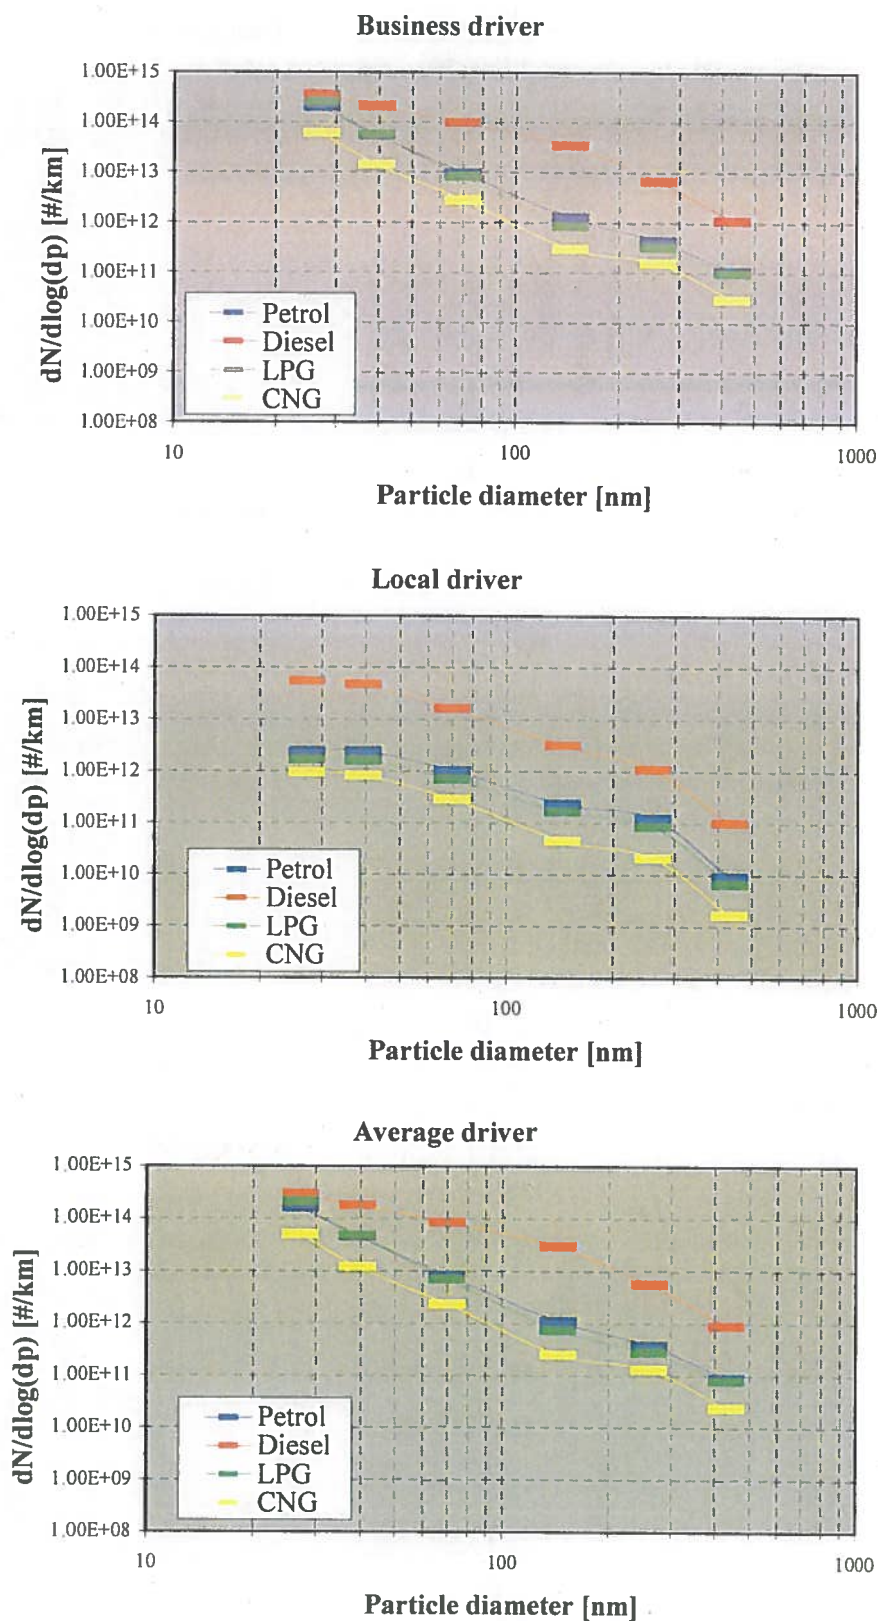 Business driver
dN/dlog(dp) [#/km]
1.00E+15
1.00E+14
1.00E+13
1.00E+12
1.00E+11
1.00E+10
1.00E+09
1.00E+08
Petrol
Diesel
LPG
CNG
10
100
1000
Particle diameter [nm]
Local driver
dN/dlog(dp) [#/km]
1.00E+15
1.00E+14
1.00E+13
1.00E+12
1.00E+11
1.00E+10
1.00E+09
1.00E+08
Petrol
Diesel
LPG
CNG
10
100
1000
Particle diameter [nm]
Average driver
dN/dlog(dp) [#/km]
1.00E+15
1.00E+14
1.00E+13
1.00E+12
1.00E+11
1.00E+10
1.00E+09
1.00E+08
Petrol
Diesel
LPG
CNG
10
100
1000
Particle diameter [nm]